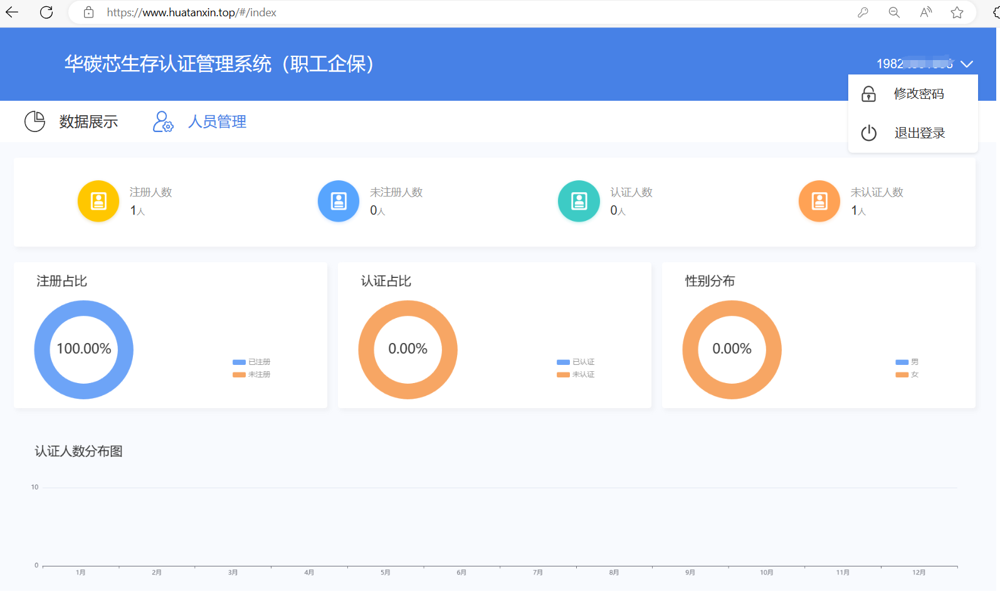 https://www.huatanxin.top/#/index
华碳芯生存认证管理系统（职工企保）
1982
修改密码
退出登录
数据展示
人员管理
注册人数
1人
未注册人数
0人
认证人数
0人
未认证人数
1人
注册占比
100.00%
已注册
未注册
认证占比
0.00%
已认证
未认证
性别分布
0.00%
男
女
认证人数分布图
10
0
1月 2月 3月 4月 5月 6月 7月 8月 9月 10月 11月 12月